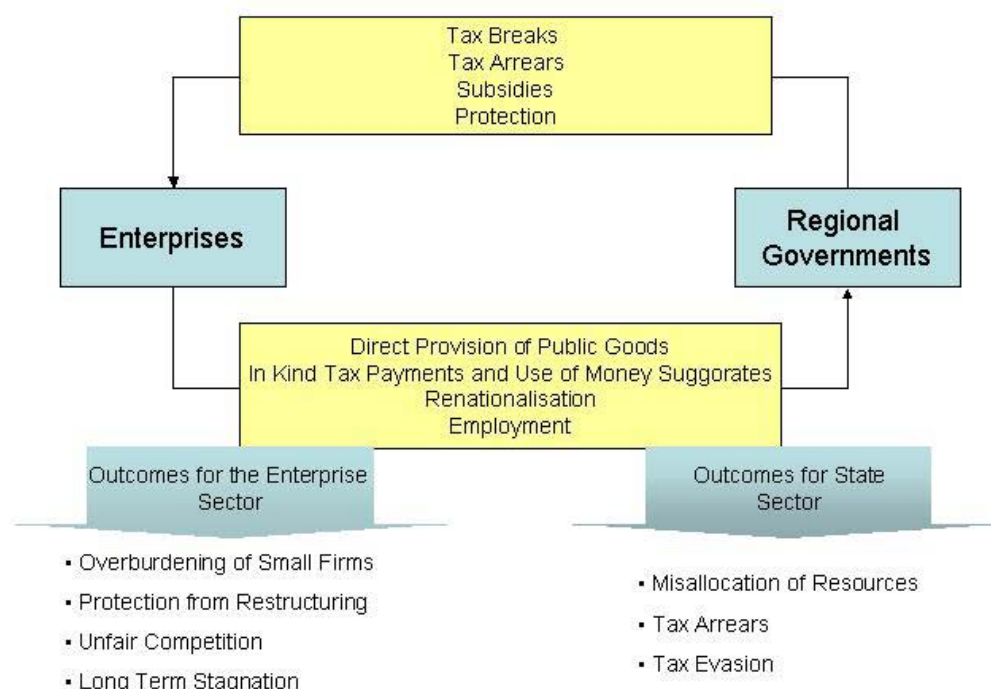 Tax Breaks
Tax Arrears
Subsidies
Protection
Enterprises
Regional
Governments
Direct Provision of Public Goods
In Kind Tax Payments and Use of Money Suggorates
Renationalisation
Employment
Outcomes for the Enterprise
Sector
▪ Overburdening of Small Firms
▪ Protection from Restructuring
▪ Unfair Competition
▪ Long Term Stagnation
Outcomes for State
Sector
▪ Misallocation of Resources
▪ Tax Arrears
▪ Tax Evasion